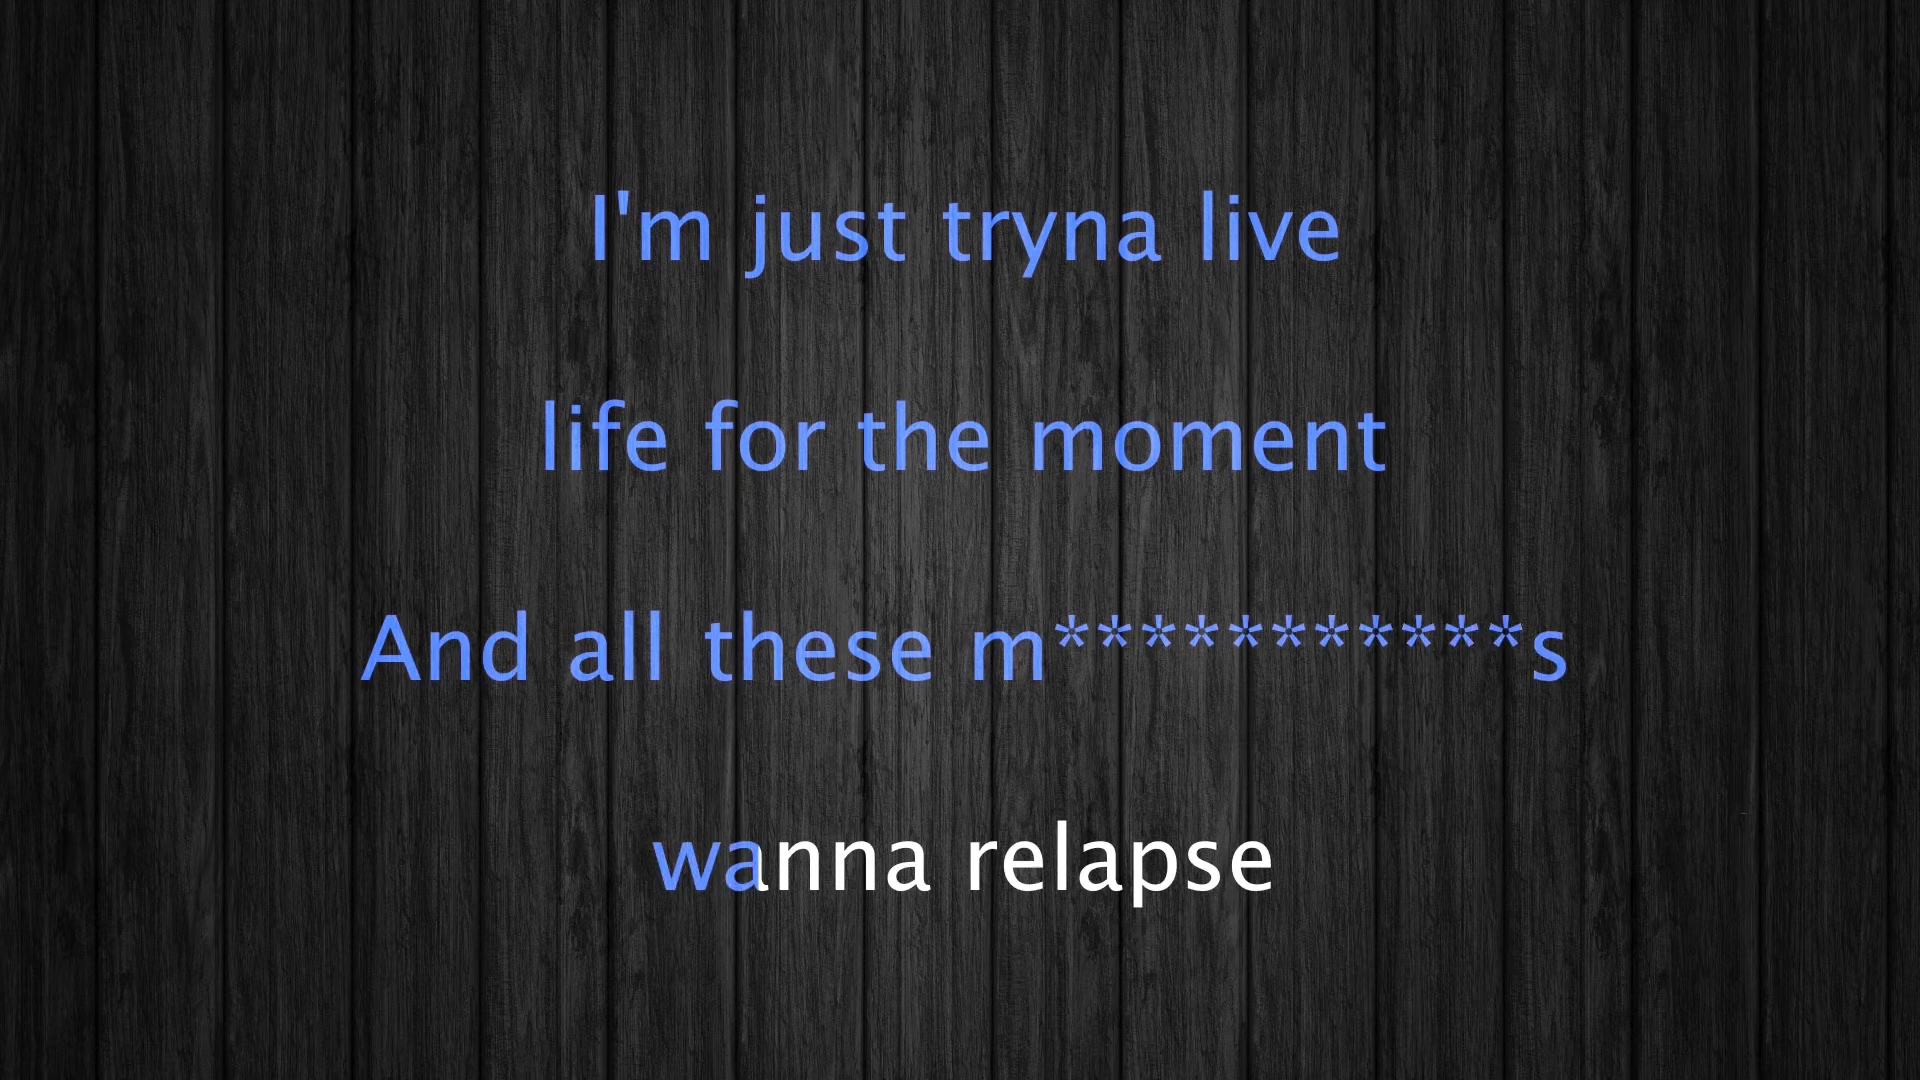 I'm just tryna live
life for the moment
And all these m***********s
wanna relapse